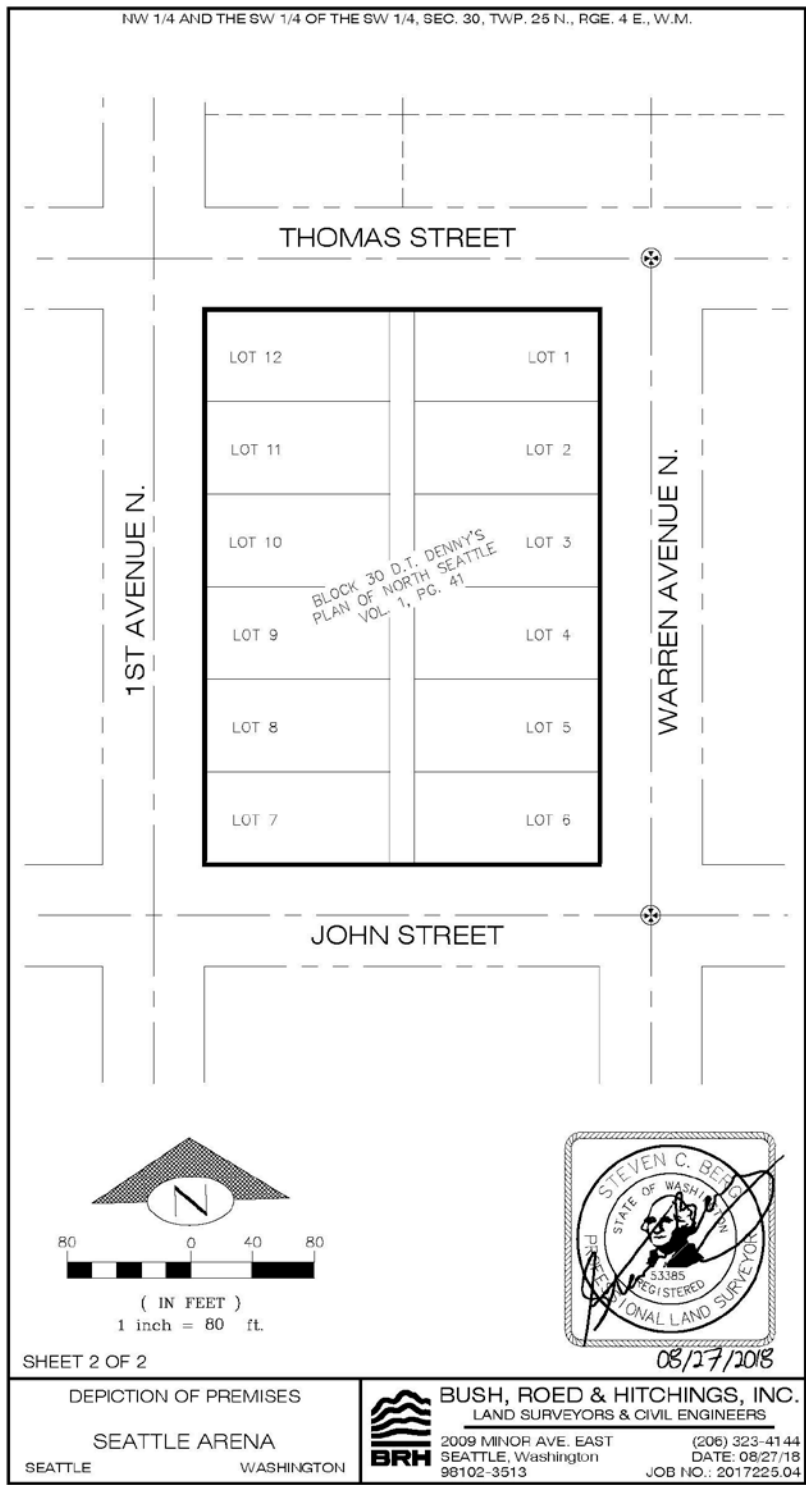 NW 1/4 AND THE SW 1/4 OF THE SW 1/4, SEC. 30, TWP. 25 N., RGE. 4 E., W.M.
THOMAS STREET
LOT 12
LOT 1
LOT 11
LOT 2
1ST AVENUE N.
WARREN AVENUE N.
LOT 10
LOT 3
BLOCK 30 D.T. DENNY'S
PLAN OF NORTH SEATTLE
VOL. 1, PG. 41
LOT 9
LOT 4
LOT 8
LOT 5
LOT 7
LOT 6
JOHN STREET
N
80 0 40 80
( IN FEET )
1 inch = 80 ft.
STEVEN C. BERG
STATE OF WASHINGTON
53385
REGISTERED
PROFESSIONAL LAND SURVEYOR
08/27/2018
SHEET 2 OF 2
DEPICTION OF PREMISES
SEATTLE ARENA
SEATTLE WASHINGTON
BRH
BUSH, ROED & HITCHINGS, INC.
LAND SURVEYORS & CIVIL ENGINEERS
2009 MINOR AVE. EAST (206) 323-4144
SEATTLE, Washington DATE: 08/27/18
98102-3513 JOB NO.: 2017225.04